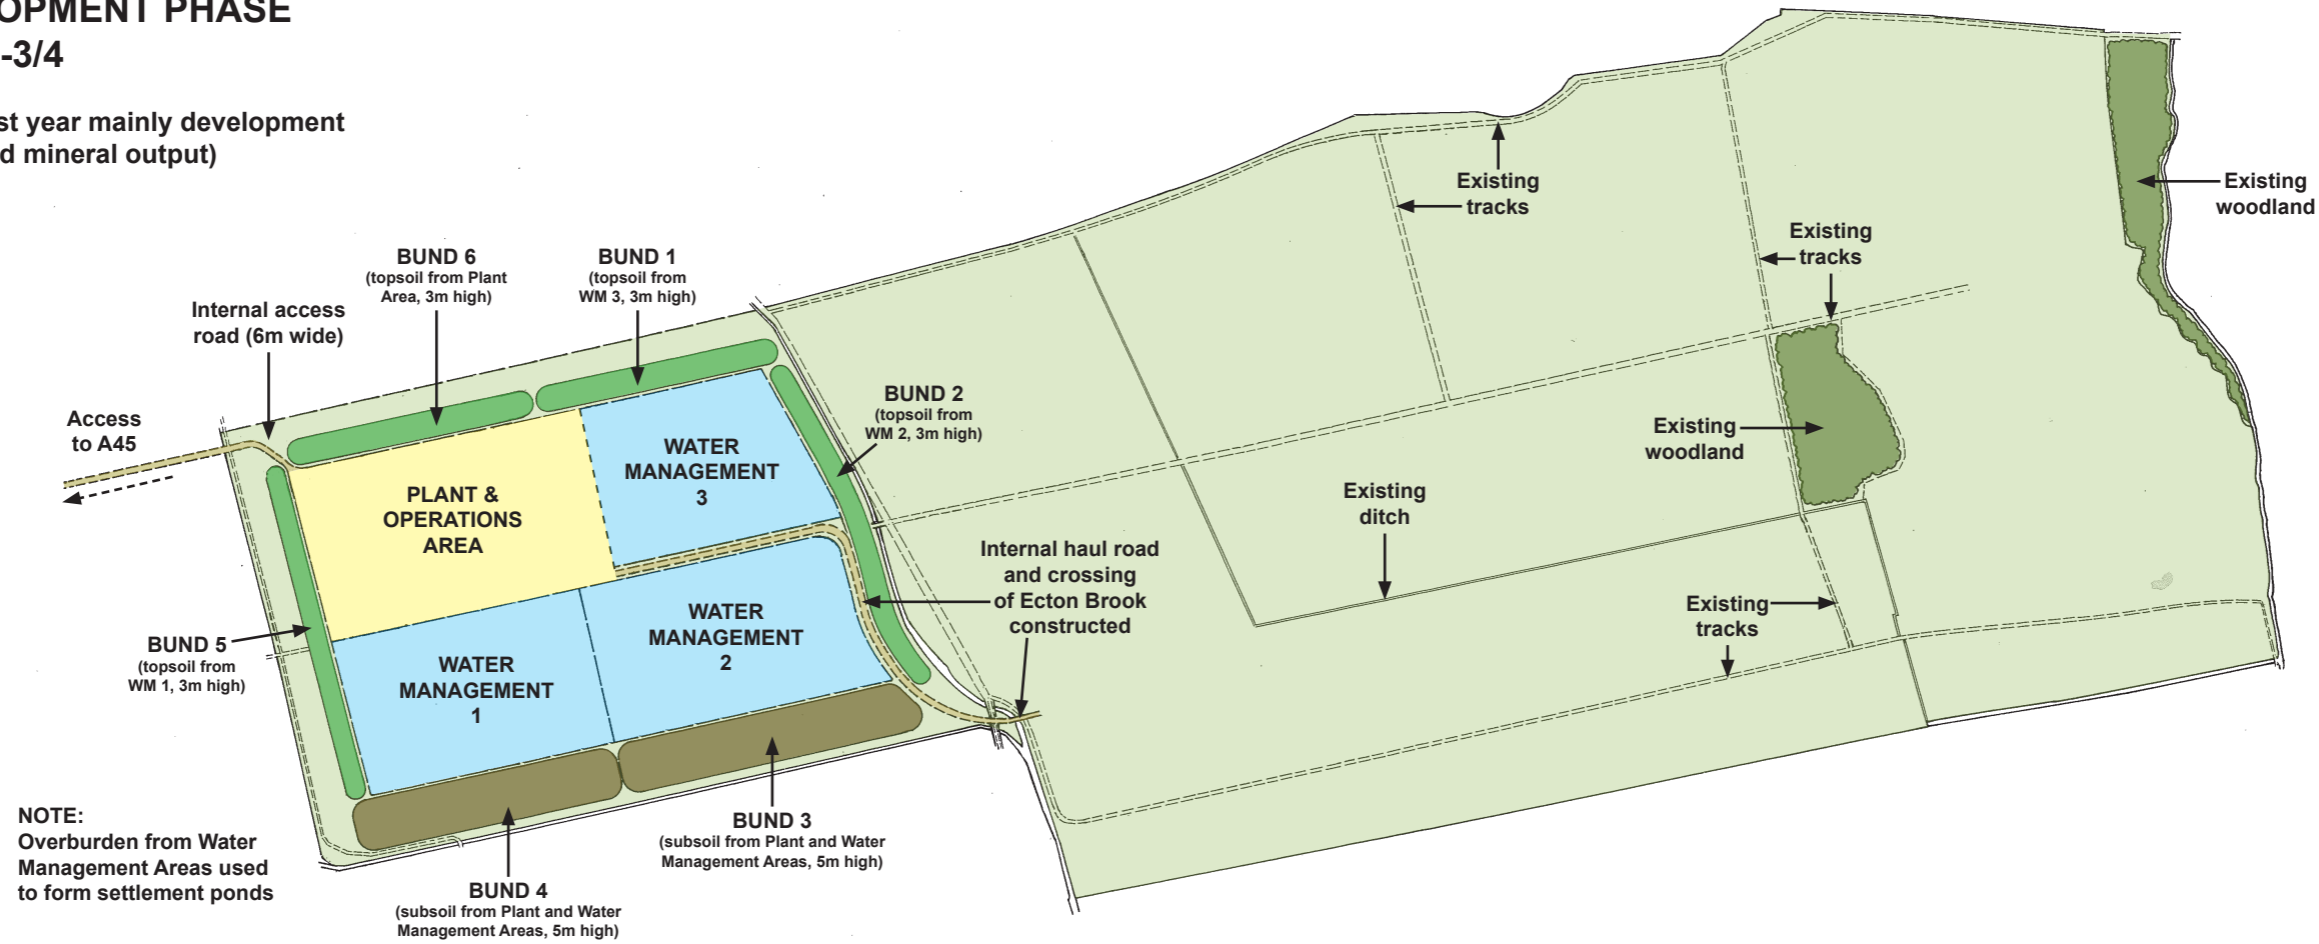 OPMENT PHASE
-3/4
st year mainly development
d mineral output)
BUND 6
(topsoil from Plant
Area, 3m high)
BUND 1
(topsoil from
WM 3, 3m high)
Internal access
road (6m wide)
Access
to A45
BUND 2
(topsoil from
WM 2, 3m high)
WATER
MANAGEMENT
3
PLANT &
OPERATIONS
AREA
Internal haul road
and crossing
of Ecton Brook
constructed
WATER
MANAGEMENT
2
WATER
MANAGEMENT
1
BUND 5
(topsoil from
WM 1, 3m high)
BUND 3
(subsoil from Plant and Water
Management Areas, 5m high)
BUND 4
(subsoil from Plant and Water
Management Areas, 5m high)
NOTE:
Overburden from Water
Management Areas used
to form settlement ponds
Existing
tracks
Existing
tracks
Existing
woodland
Existing
woodland
Existing
ditch
Existing
tracks